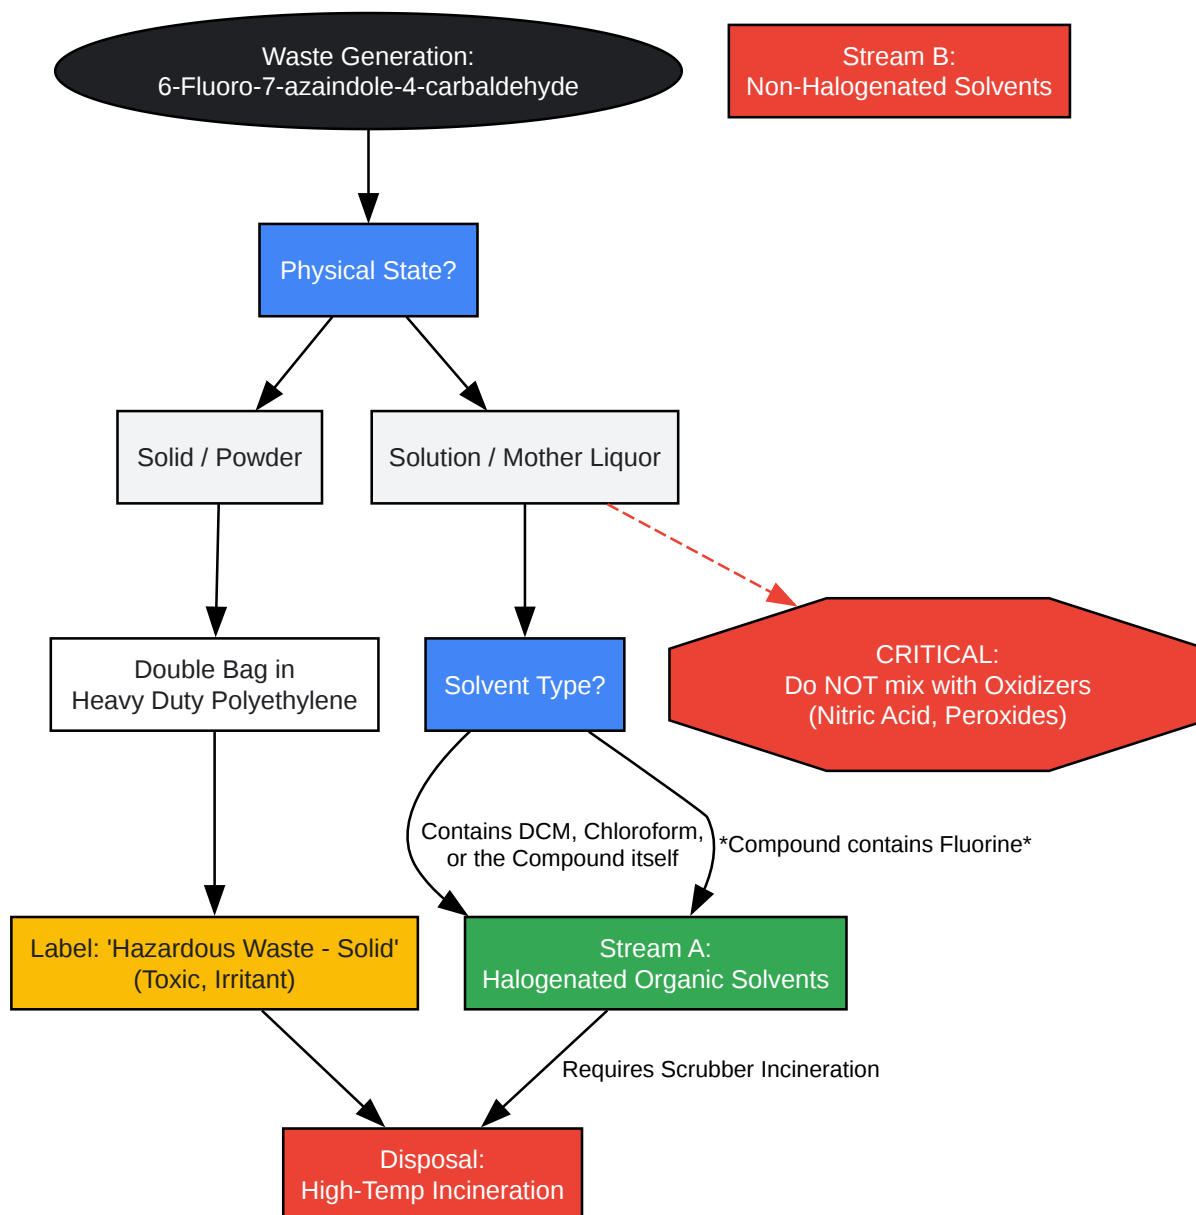 Waste Generation:
6-Fluoro-7-azaindole-4-carbaldehyde
Stream B:
Non-Halogenated Solvents
Physical State?
Solid / Powder
Solution / Mother Liquor
Double Bag in
Heavy Duty Polyethylene
Solvent Type?
CRITICAL:
Do NOT mix with Oxidizers
(Nitric Acid, Peroxides)
Contains DCM, Chloroform,
or the Compound itself
*Compound contains Fluorine*
Label: 'Hazardous Waste - Solid'
(Toxic, Irritant)
Stream A:
Halogenated Organic Solvents
Requires Scrubber Incineration
Disposal:
High-Temp Incineration